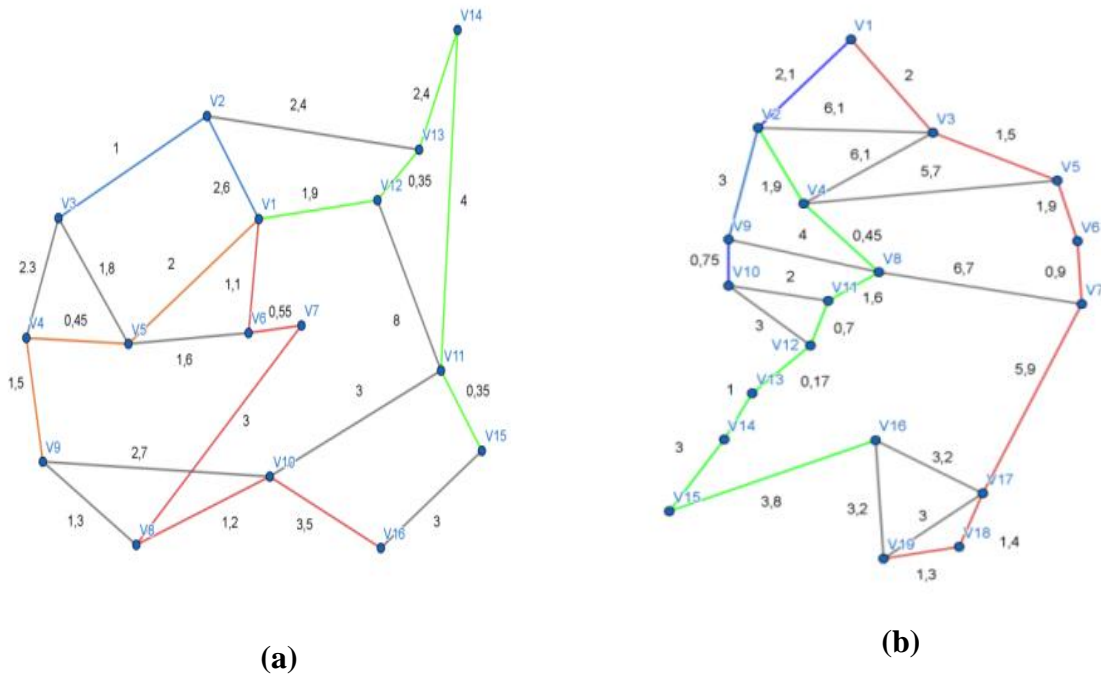 V14
2,4
V2
2,4
V13
1
0,35
V12
2,6
1,9
4
V3
V1
2.3
1,8
2
1,1
V7
0,55
8
V4
0,45
V5
V6
1,6
V11
1,5
3
3
0,35
V9
2,7
V10
V15
1,3
1,2
3,5
3
V8
V16
(a)
V1
2,1
2
V2
6,1
V3
1,5
6,1
5,7
V5
3
1,9
V4
1,9
V6
4
0,45
V9
V8
6,7
0,9
0,75
V10
2
V11
1,6
V7
3
0,7
V12
0,17
V13
1
5,9
V14
3
V16
3,2
V15
3,8
V17
3,2
3
V19
V18
1,4
1,3
(b)